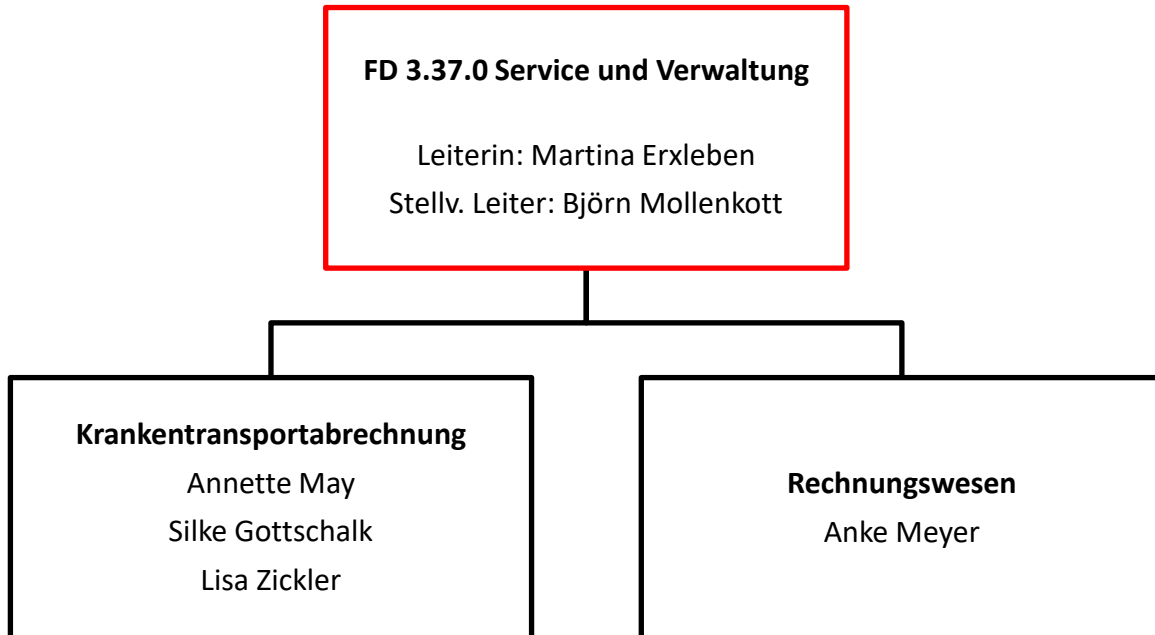 FD 3.37.0 Service und Verwaltung
Leiterin: Martina Erxleben
Stellv. Leiter: Björn Mollenkott
Krankentransportabrechnung
Annette May
Silke Gottschalk
Lisa Zickler
Rechnungswesen
Anke Meyer